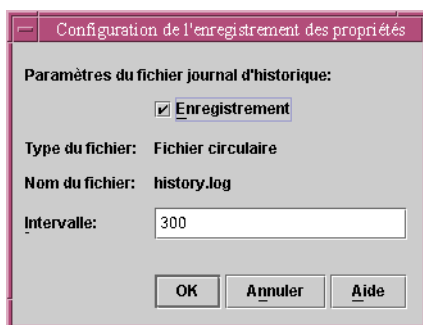 Configuration de l'enregistrement des propriétés
Paramètres du fichier journal d'historique:
Enregistrement
Type du fichier: Fichier circulaire
Nom du fichier: history.log
Intervalle: 300
OK Annuler Aide